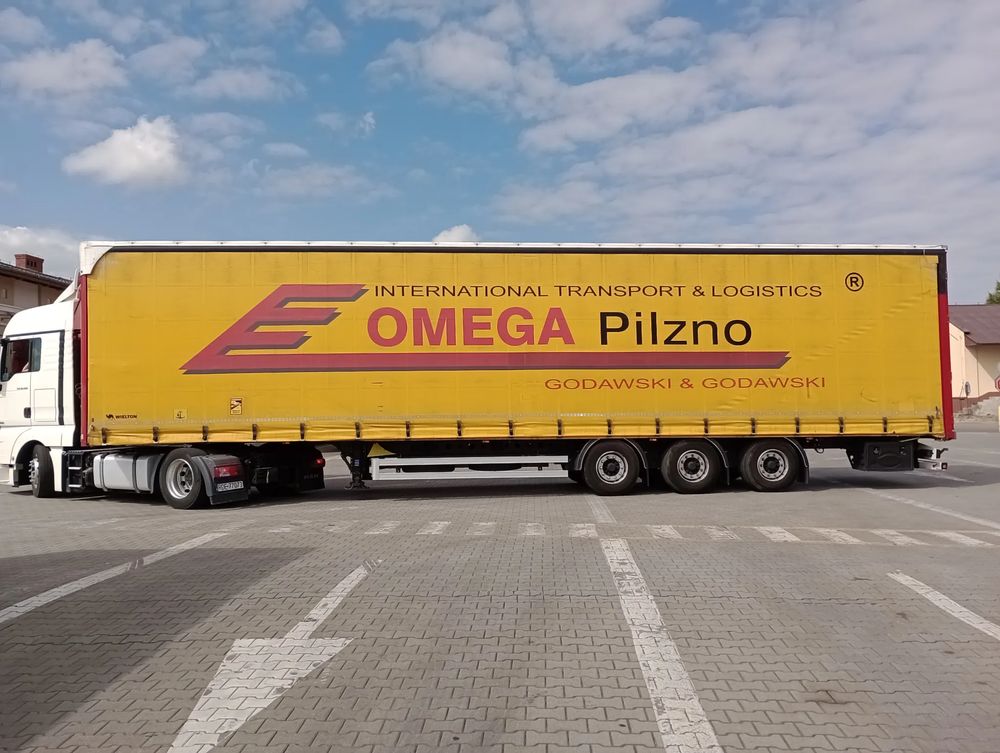 INTERNATIONAL TRANSPORT & LOGISTICS ®
OMEGA Pilzno
GODAWSKI & GODAWSKI
WIELTON